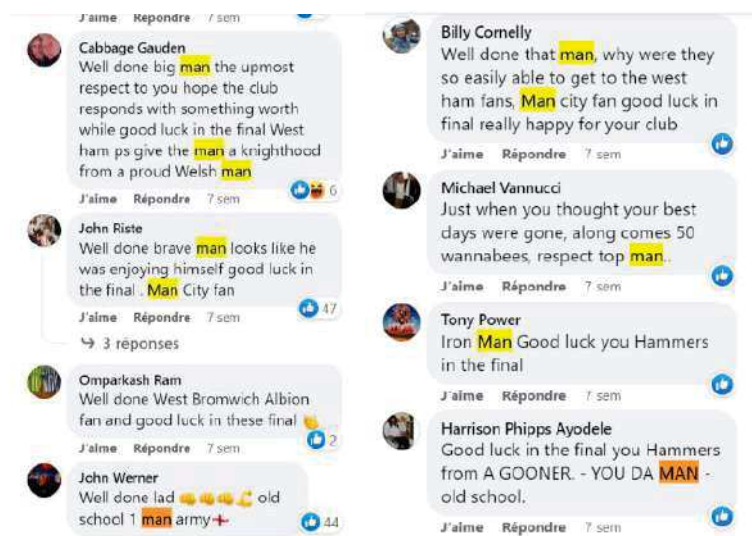 J'aime Répondre 7 sem
Cabbage Gauden
Well done big man the upmost
respect to you hope the club
responds with something worth
while good luck in the final West
ham ps give the man a knighthood
from a proud Welsh man
J'aime Répondre 7 sem 6
John Riste
Well done brave man looks like he
was enjoying himself good luck in
the final . Man City fan
J'aime Répondre 7 sem 47
3 réponses
Omparkash Ram
Well done West Bromwich Albion
fan and good luck in these final
J'aime Répondre 7 sem 2
John Werner
Well done lad 👊👊👊💪 old
school 1 man army 44
Billy Cornelly
Well done that man, why were they
so easily able to get to the west
ham fans, Man city fan good luck in
final really happy for your club
J'aime Répondre 7 sem
Michael Vannucci
Just when you thought your best
days were gone, along comes 50
wannabees, respect top man..
J'aime Répondre 7 sem
Tony Power
Iron Man Good luck you Hammers
in the final
J'aime Répondre 7 sem
Harrison Phipps Ayodele
Good luck in the final you Hammers
from A GOONER. - YOU DA MAN -
old school.
J'aime Répondre 7 sem